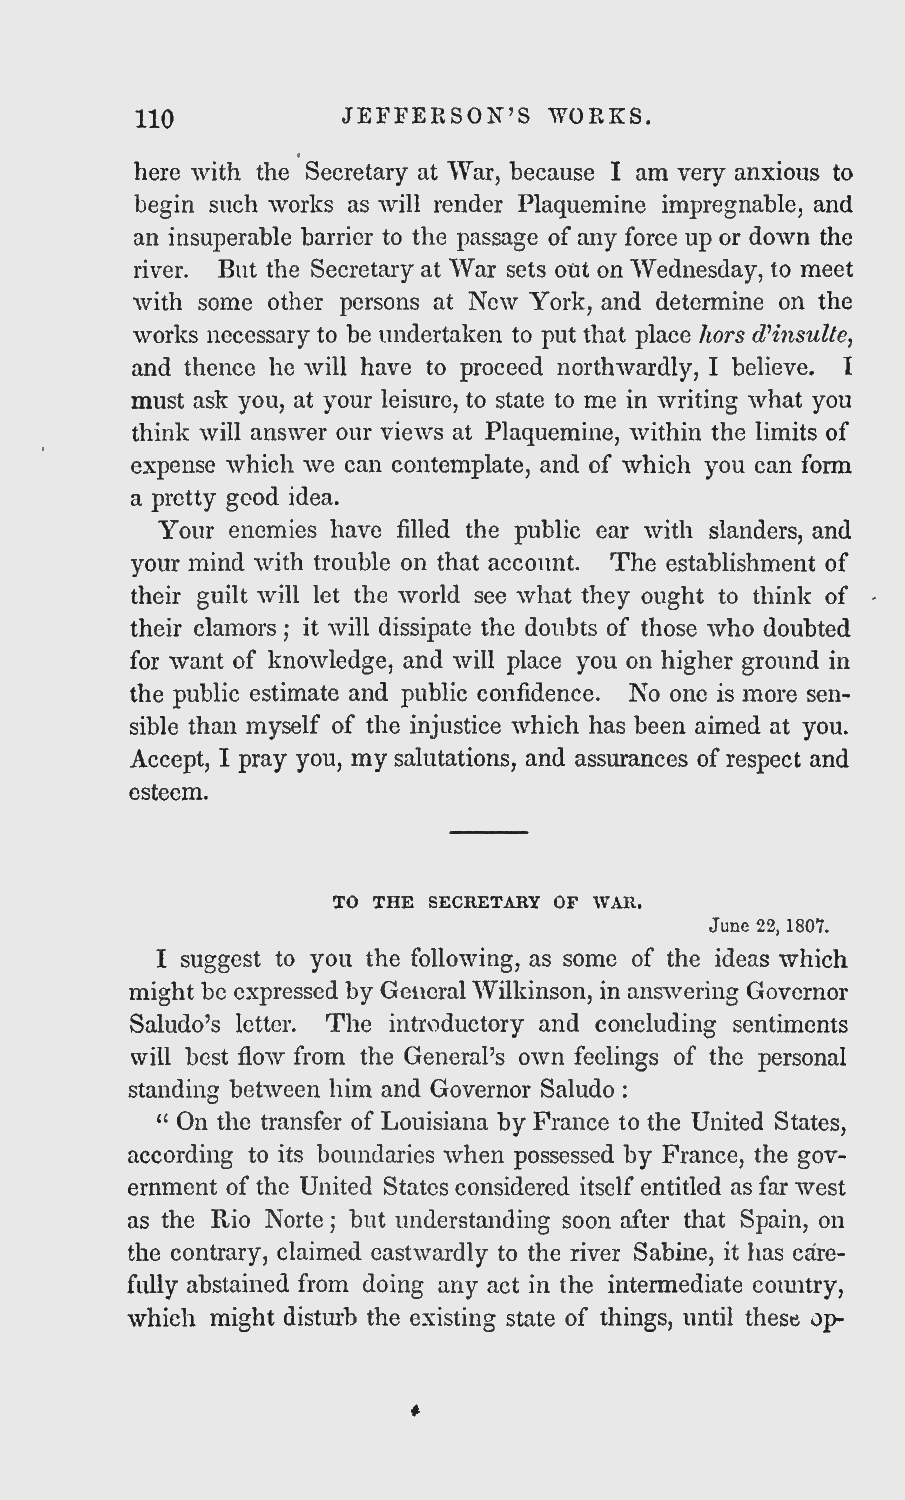 110 JEFFERSON'S WORKS.
here with the Secretary at War, because I am very anxious to
begin such works as will render Plaquemine impregnable, and
an insuperable barrier to the passage of any force up or down the
river. But the Secretary at War sets out on Wednesday, to meet
with some other persons at New York, and determine on the
works necessary to be undertaken to put that place hors d'insulte,
and thence he will have to proceed northwardly, I believe. I
must ask you, at your leisure, to state to me in writing what you
think will answer our views at Plaquemine, within the limits of
expense which we can contemplate, and of which you can form
a pretty good idea.
Your enemies have filled the public ear with slanders, and
your mind with trouble on that account. The establishment of
their guilt will let the world see what they ought to think of
their clamors; it will dissipate the doubts of those who doubted
for want of knowledge, and will place you on higher ground in
the public estimate and public confidence. No one is more sen-
sible than myself of the injustice which has been aimed at you.
Accept, I pray you, my salutations, and assurances of respect and
esteem.
TO THE SECRETARY OF WAR.
June 22, 1807.
I suggest to you the following, as some of the ideas which
might be expressed by General Wilkinson, in answering Governor
Saludo's letter. The introductory and concluding sentiments
will best flow from the General's own feelings of the personal
standing between him and Governor Saludo:
"On the transfer of Louisiana by France to the United States,
according to its boundaries when possessed by France, the gov-
ernment of the United States considered itself entitled as far west
as the Rio Norte; but understanding soon after that Spain, on
the contrary, claimed eastwardly to the river Sabine, it has care-
fully abstained from doing any act in the intermediate country,
which might disturb the existing state of things, until these op-